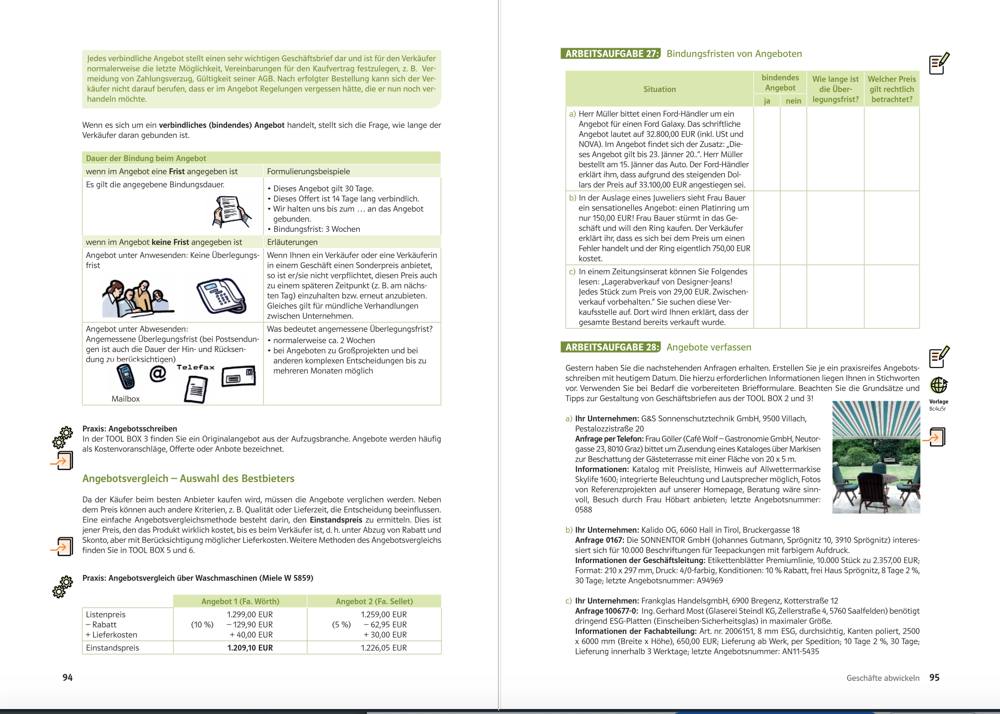 Jedes verbindliche Angebot stellt einen sehr wichtigen Geschäftsbrief dar und ist für den Verkäufer
normalerweise die letzte Möglichkeit, Vereinbarungen für den Kaufvertrag festzulegen, z. B. Ver-
meidung von Zahlungsverzug, Gültigkeit seiner AGB. Nach erfolgter Bestellung kann sich der Ver-
käufer nicht darauf berufen, dass er im Angebot Regelungen vergessen hätte, die er nun noch ver-
handeln möchte.
Wenn es sich um ein verbindliches (bindendes) Angebot handelt, stellt sich die Frage, wie lange der
Verkäufer daran gebunden ist.
Dauer der Bindung beim Angebot
wenn im Angebot eine Frist angegeben ist
Formulierungsbeispiele
Es gilt die angegebene Bindungsdauer.
• Dieses Angebot gilt 30 Tage.
• Dieses Offert ist 14 Tage lang verbindlich.
• Wir halten uns bis zum … an das Angebot
gebunden.
• Bindungsfrist: 3 Wochen
wenn im Angebot keine Frist angegeben ist
Erläuterungen
Angebot unter Anwesenden: Keine Überlegungs-
frist
Wenn Ihnen ein Verkäufer oder eine Verkäuferin
in einem Geschäft einen Sonderpreis anbietet,
so ist er/sie nicht verpflichtet, diesen Preis auch
zu einem späteren Zeitpunkt (z. B. am nächs-
ten Tag) einzuhalten bzw. erneut anzubieten.
Gleiches gilt für mündliche Verhandlungen
zwischen Unternehmen.
Angebot unter Abwesenden:
Angemessene Überlegungsfrist (bei Postsendun-
gen ist auch die Dauer der Hin- und Rücksen-
dung zu berücksichtigen)
Telefax
@
Mailbox
Was bedeutet angemessene Überlegungsfrist?
• normalerweise ca. 2 Wochen
• bei Angeboten zu Großprojekten und bei
anderen komplexen Entscheidungen bis zu
mehreren Monaten möglich
Praxis: Angebotsschreiben
In der TOOL BOX 3 finden Sie ein Originalangebot aus der Aufzugsbranche. Angebote werden häufig
als Kostenvoranschläge, Offerte oder Anbote bezeichnet.
Angebotsvergleich – Auswahl des Bestbieters
Da der Käufer beim besten Anbieter kaufen wird, müssen die Angebote verglichen werden. Neben
dem Preis können auch andere Kriterien, z. B. Qualität oder Lieferzeit, die Entscheidung beeinflussen.
Eine einfache Angebotsvergleichsmethode besteht darin, den Einstandspreis zu ermitteln. Dies ist
jener Preis, den das Produkt wirklich kostet, bis es beim Verkäufer ist, d. h. unter Abzug von Rabatt und
Skonto, aber mit Berücksichtigung möglicher Lieferkosten. Weitere Methoden des Angebotsvergleichs
finden Sie in TOOL BOX 5 und 6.
Praxis: Angebotsvergleich über Waschmaschinen (Miele W 5859)
Angebot 1 (Fa. Wörth) Angebot 2 (Fa. Sellet)
Listenpreis 1.299,00 EUR 1.259,00 EUR
– Rabatt (10 %) – 129,90 EUR (5 %) – 62,95 EUR
+ Lieferkosten + 40,00 EUR + 30,00 EUR
Einstandspreis 1.209,10 EUR 1.226,05 EUR
94
ARBEITSAUFGABE 27: Bindungsfristen von Angeboten
Situation
bindendes
Angebot
ja nein
Wie lange ist
die Über-
legungsfrist?
Welcher Preis
gilt rechtlich
betrachtet?
a) Herr Müller bittet einen Ford-Händler um ein
Angebot für einen Ford Galaxy. Das schriftliche
Angebot lautet auf 32.800,00 EUR (inkl. USt und
NOVA). Im Angebot findet sich der Zusatz: „Die-
ses Angebot gilt bis 23. Jänner 20..“. Herr Müller
bestellt am 15. Jänner das Auto. Der Ford-Händler
erklärt ihm, dass aufgrund des steigenden Dol-
lars der Preis auf 33.100,00 EUR angestiegen sei.
b) In der Auslage eines Juweliers sieht Frau Bauer
ein sensationelles Angebot: einen Platinring um
nur 150,00 EUR! Frau Bauer stürmt in das Ge-
schäft und will den Ring kaufen. Der Verkäufer
erklärt ihr, dass es sich bei dem Preis um einen
Fehler handelt und der Ring eigentlich 750,00 EUR
kostet.
c) In einem Zeitungsinserat können Sie Folgendes
lesen: „Lagerabverkauf von Designer-Jeans!
Jedes Stück zum Preis von 29,00 EUR. Zwischen-
verkauf vorbehalten.“ Sie suchen diese Ver-
kaufsstelle auf. Dort wird Ihnen erklärt, dass der
gesamte Bestand bereits verkauft wurde.
ARBEITSAUFGABE 28: Angebote verfassen
Gestern haben Sie die nachstehenden Anfragen erhalten. Erstellen Sie je ein praxisreifes Angebots-
schreiben mit heutigem Datum. Die hierzu erforderlichen Informationen liegen Ihnen in Stichworten
vor. Verwenden Sie bei Bedarf die vorbereiteten Briefformulare. Beachten Sie die Grundsätze und
Tipps zur Gestaltung von Geschäftsbriefen aus der TOOL BOX 2 und 3!
Vorlage
8c4u5r
a) Ihr Unternehmen: G&S Sonnenschutztechnik GmbH, 9500 Villach,
Pestalozzistraße 20
Anfrage per Telefon: Frau Göller (Café Wolf – Gastronomie GmbH, Neutor-
gasse 23, 8010 Graz) bittet um Zusendung eines Kataloges über Markisen
zur Beschattung der Gästeterrasse mit einer Fläche von 20 x 5 m.
Informationen: Katalog mit Preisliste, Hinweis auf Allwettermarkise
Skylife 1600; integrierte Beleuchtung und Lautsprecher möglich, Fotos
von Referenzprojekten auf unserer Homepage, Beratung wäre sinn-
voll, Besuch durch Frau Höbart anbieten; letzte Angebotsnummer:
0588
b) Ihr Unternehmen: Kalido OG, 6060 Hall in Tirol, Bruckergasse 18
Anfrage 0167: Die SONNENTOR GmbH (Johannes Gutmann, Sprögnitz 10, 3910 Sprögnitz) interes-
siert sich für 10.000 Beschriftungen für Teepackungen mit farbigem Aufdruck.
Informationen der Geschäftsleitung: Etikettenblätter Premiumlinie, 10.000 Stück zu 2.357,00 EUR;
Format: 210 x 297 mm, Druck: 4/0-farbig, Konditionen: 10 % Rabatt, frei Haus Sprögnitz, 8 Tage 2 %,
30 Tage; letzte Angebotsnummer: A94969
c) Ihr Unternehmen: Frankglas HandelsgmbH, 6900 Bregenz, Kotterstraße 12
Anfrage 100677-0: Ing. Gerhard Most (Glaserei Steindl KG, Zellerstraße 4, 5760 Saalfelden) benötigt
dringend ESG-Platten (Einscheiben-Sicherheitsglas) in maximaler Größe.
Informationen der Fachabteilung: Art. nr. 2006151, 8 mm ESG, durchsichtig, Kanten poliert, 2500
x 6000 mm (Breite x Höhe), 650,00 EUR; Lieferung ab Werk, per Spedition; 10 Tage 2 %, 30 Tage;
Lieferung innerhalb 3 Werktage; letzte Angebotsnummer: AN11-5435
Geschäfte abwickeln 95